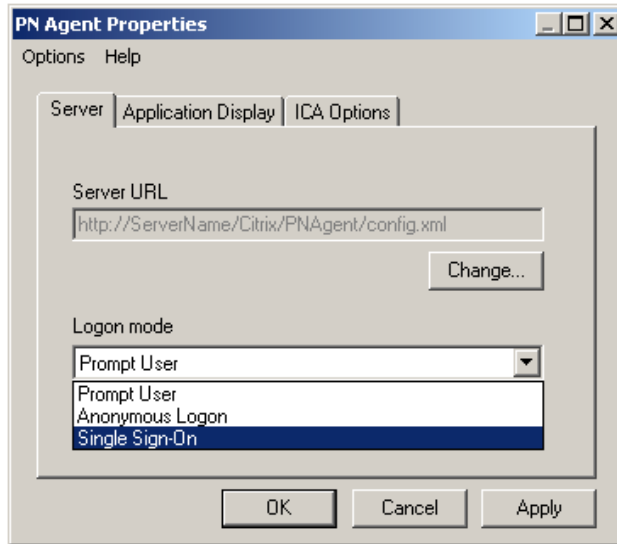 PN Agent Properties
Options Help
Server Application Display ICA Options
Server URL
http://ServerName/Citrix/PNAgent/config.xml
Change...
Logon mode
Prompt User
Prompt User
Anonymous Logon
Single Sign-On
OK Cancel Apply